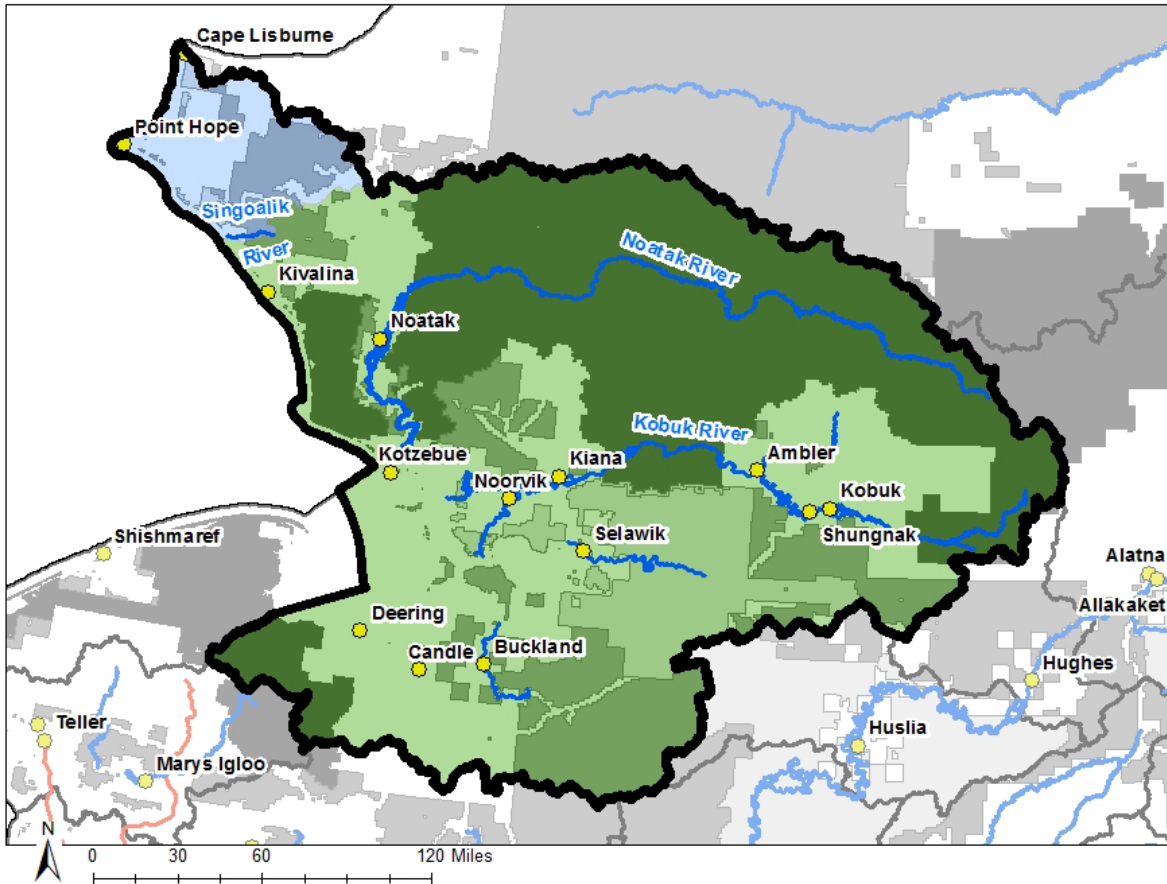 Cape Lisburne
Point Hope
Singoalik
River
Kivalina
Noatak River
Noatak
Kobuk River
Kotzebue
Kiana
Ambler
Noorvik
Kobuk
Shungnak
Selawik
Shishmaref
Alatna
Allakaket
Deering
Candle
Buckland
Hughes
Teller
Huslia
Marys Igloo
N
0 30 60 120 Miles